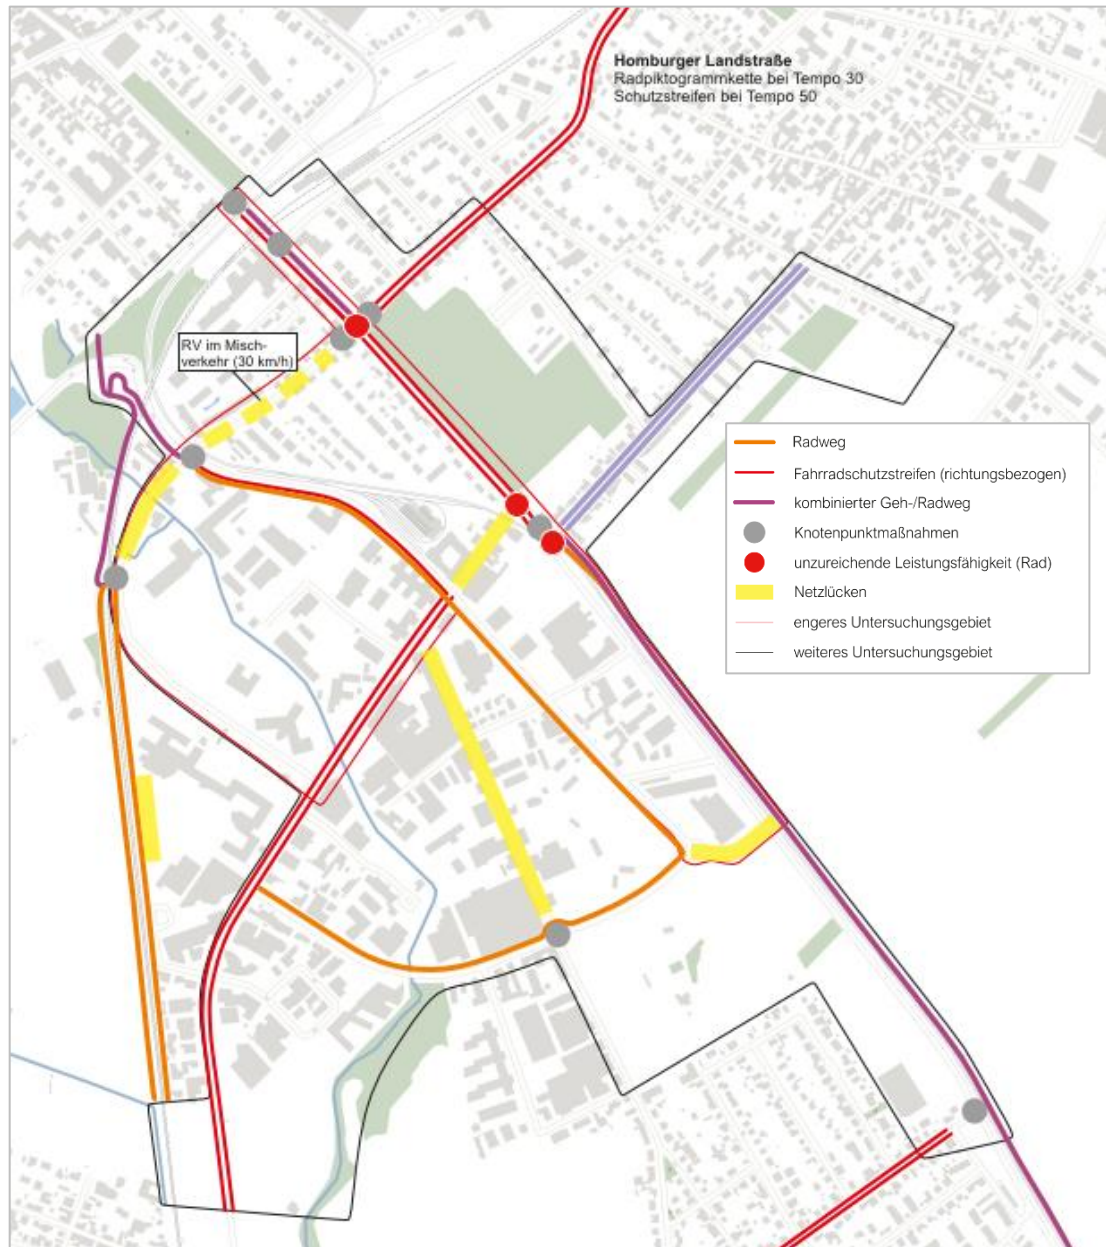 Homburger Landstraße
Radpiktogrammkette bei Tempo 30
Schutzstreifen bei Tempo 50
RV im Misch-
verkehr (30 km/h)
Radweg
Fahrradschutzstreifen (richtungsbezogen)
kombinierter Geh-/Radweg
Knotenpunktmaßnahmen
unzureichende Leistungsfähigkeit (Rad)
Netzlücken
engeres Untersuchungsgebiet
weiteres Untersuchungsgebiet